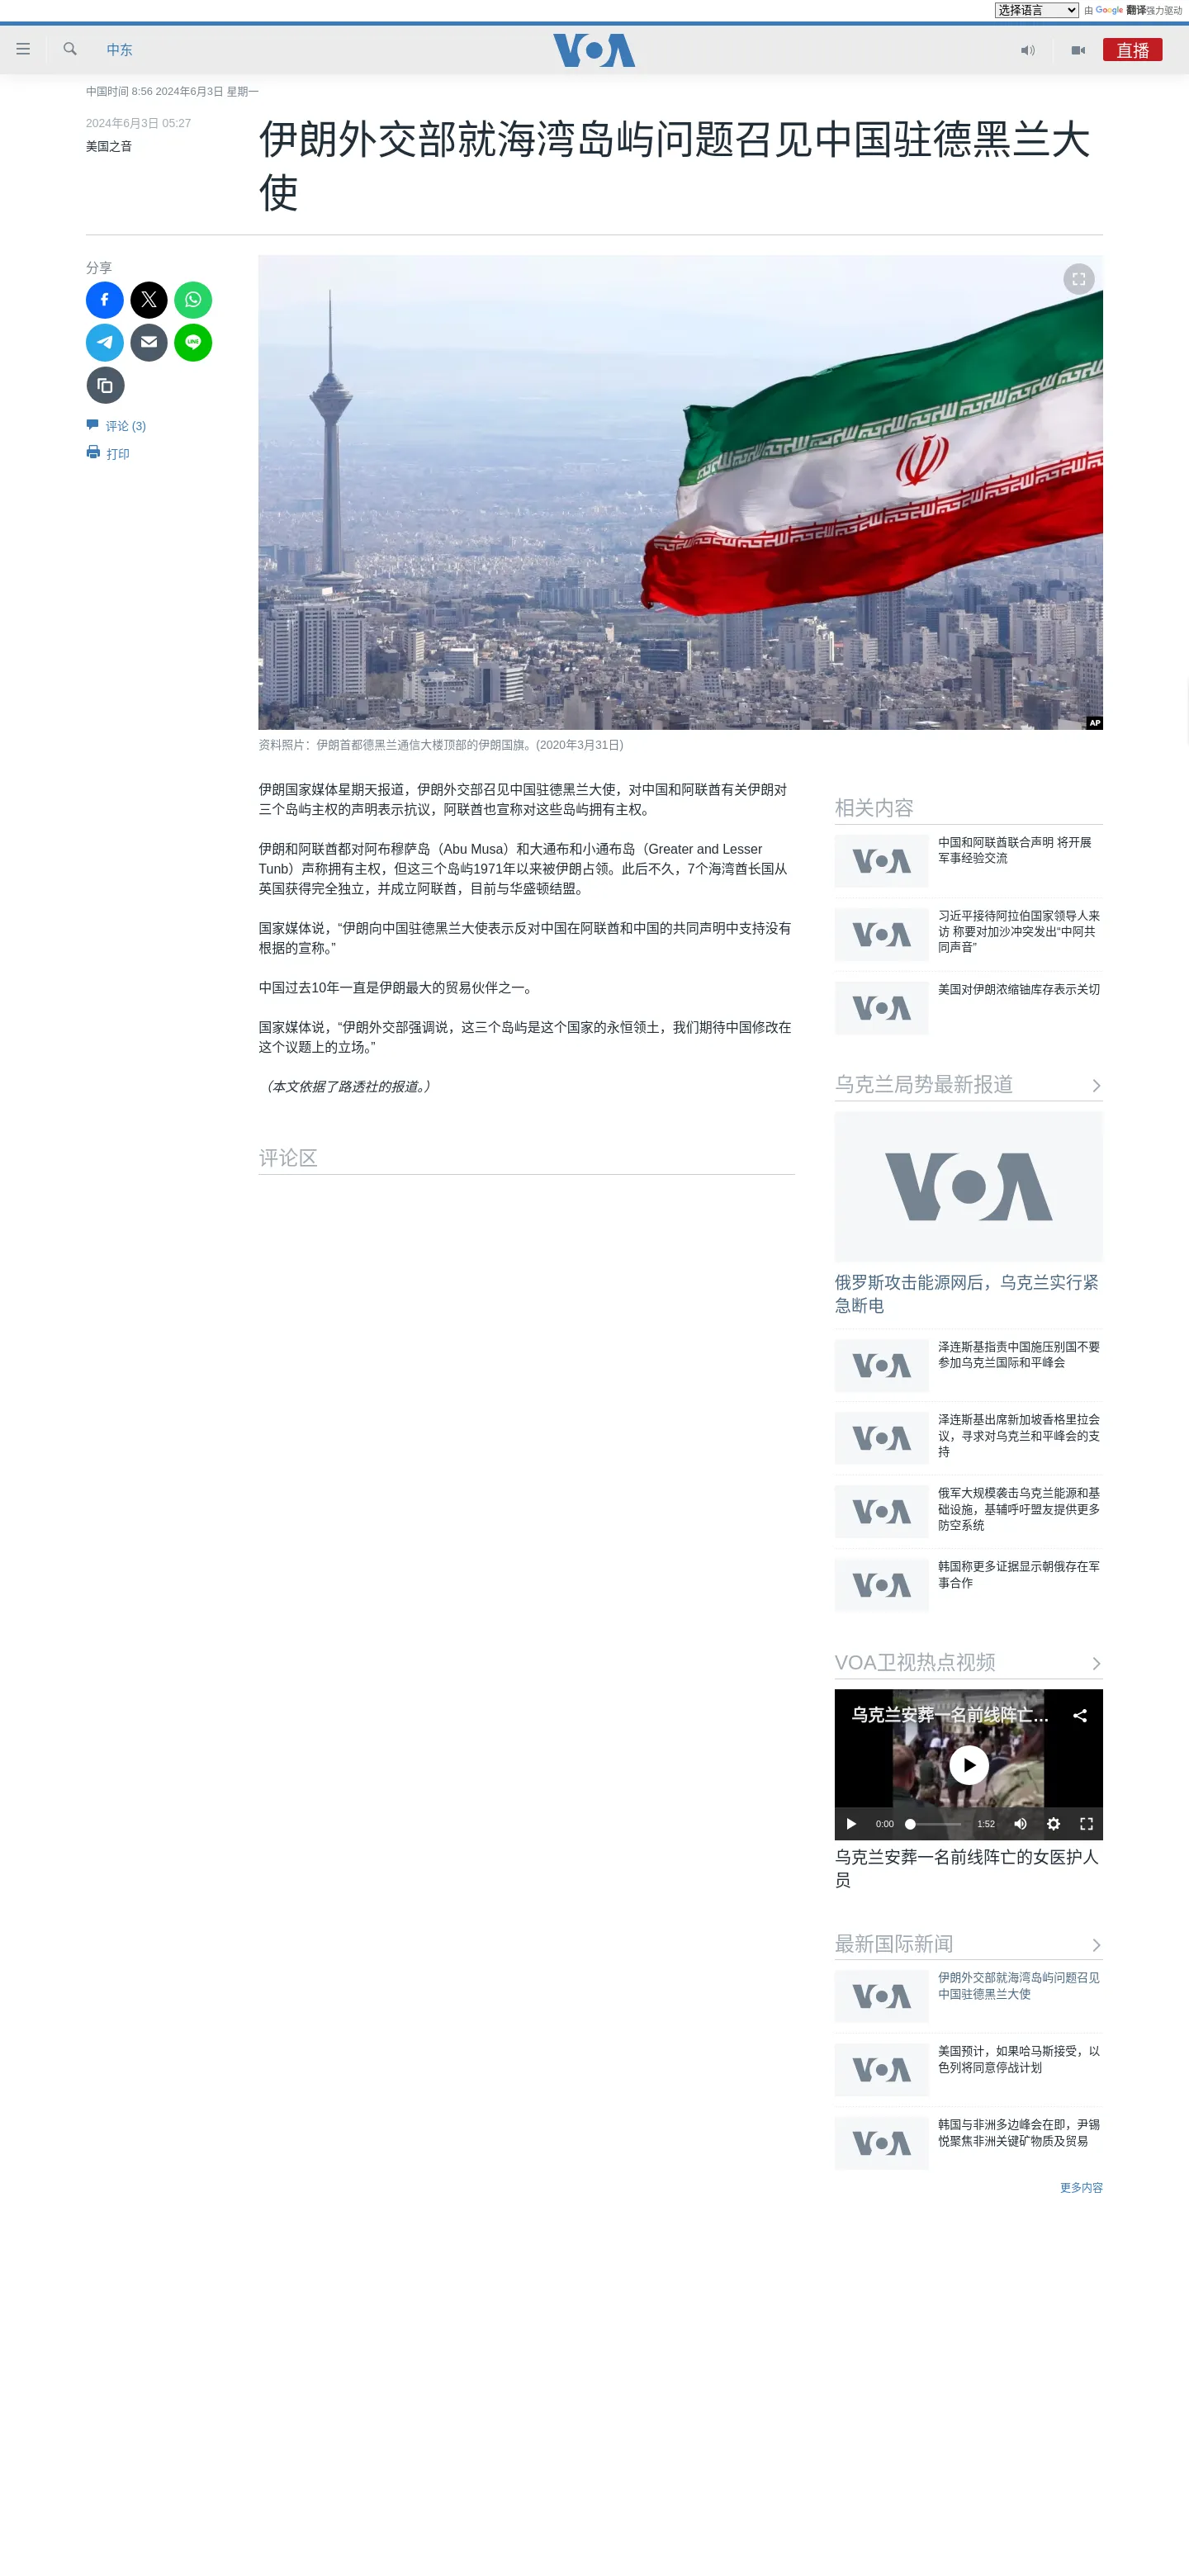 选择语言 由 Google 翻译强力驱动
中东
VOA
直播
中国时间 8:56 2024年6月3日 星期一
2024年6月3日 05:27
美国之音
伊朗外交部就海湾岛屿问题召见中国驻德黑兰大
使
分享
评论 (3)
打印
AP
资料照片：伊朗首都德黑兰通信大楼顶部的伊朗国旗。(2020年3月31日)
伊朗国家媒体星期天报道，伊朗外交部召见中国驻德黑兰大使，对中国和阿联酋有关伊朗对
三个岛屿主权的声明表示抗议，阿联酋也宣称对这些岛屿拥有主权。
伊朗和阿联酋都对阿布穆萨岛（Abu Musa）和大通布和小通布岛（Greater and Lesser
Tunb）声称拥有主权，但这三个岛屿1971年以来被伊朗占领。此后不久，7个海湾酋长国从
英国获得完全独立，并成立阿联酋，目前与华盛顿结盟。
国家媒体说，“伊朗向中国驻德黑兰大使表示反对中国在阿联酋和中国的共同声明中支持没有
根据的宣称。”
中国过去10年一直是伊朗最大的贸易伙伴之一。
国家媒体说，“伊朗外交部强调说，这三个岛屿是这个国家的永恒领土，我们期待中国修改在
这个议题上的立场。”
（本文依据了路透社的报道。）
评论区
相关内容
VOA
中国和阿联酋联合声明 将开展
军事经验交流
VOA
习近平接待阿拉伯国家领导人来
访 称要对加沙冲突发出“中阿共
同声音”
VOA
美国对伊朗浓缩铀库存表示关切
乌克兰局势最新报道
VOA
俄罗斯攻击能源网后，乌克兰实行紧
急断电
VOA
泽连斯基指责中国施压别国不要
参加乌克兰国际和平峰会
VOA
泽连斯基出席新加坡香格里拉会
议，寻求对乌克兰和平峰会的支
持
VOA
俄军大规模袭击乌克兰能源和基
础设施，基辅呼吁盟友提供更多
防空系统
VOA
韩国称更多证据显示朝俄存在军
事合作
VOA卫视热点视频
乌克兰安葬一名前线阵亡...
0:00 1:52
乌克兰安葬一名前线阵亡的女医护人
员
最新国际新闻
VOA
伊朗外交部就海湾岛屿问题召见
中国驻德黑兰大使
VOA
美国预计，如果哈马斯接受，以
色列将同意停战计划
VOA
韩国与非洲多边峰会在即，尹锡
悦聚焦非洲关键矿物质及贸易
更多内容